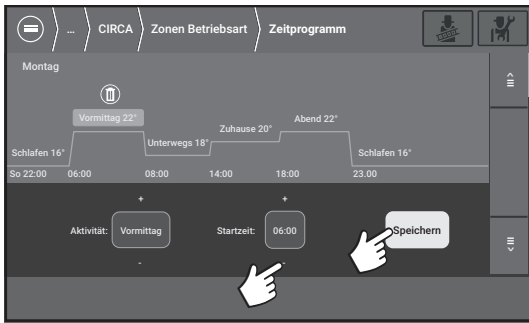 ... CIRCA Zonen Betriebsart Zeitprogramm
Montag
Vormittag 22°
Abend 22°
Zuhause 20°
Unterwegs 18°
Schlafen 16°
Schlafen 16°
So 22:00 06:00 08:00 14:00 18:00 23.00
+ +
Aktivität: Vormittag Startzeit: 06:00 Speichern
- -